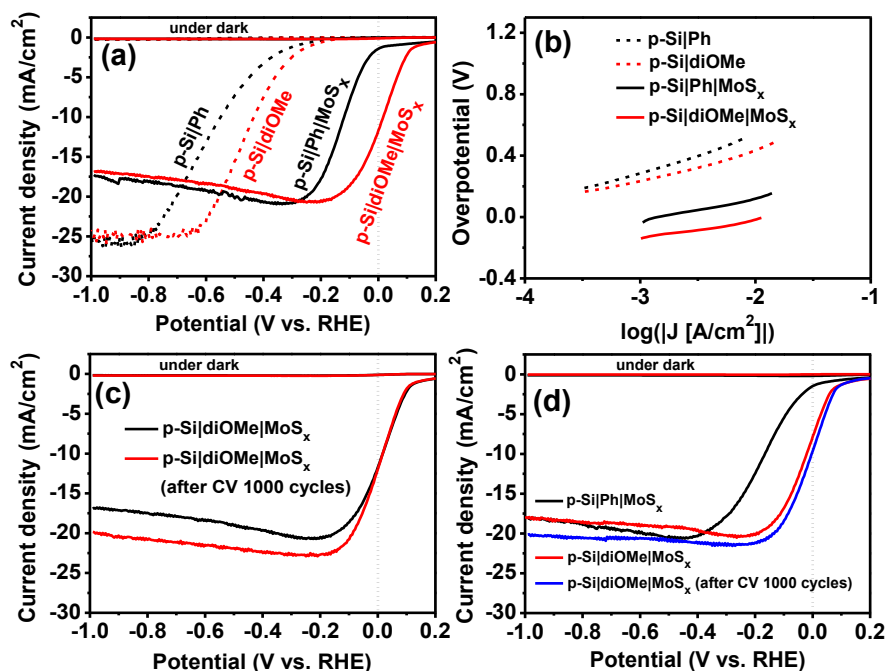 (a)
under dark
p-Si|Ph
p-Si|diOMe
p-Si|Ph|MoSₓ
p-Si|diOMe|MoSₓ
Current density (mA/cm²)
0
-5
-10
-15
-20
-25
-30
-1.0 -0.8 -0.6 -0.4 -0.2 0.0 0.2
Potential (V vs. RHE)
(b)
p-Si|Ph
p-Si|diOMe
p-Si|Ph|MoSₓ
p-Si|diOMe|MoSₓ
Overpotential (V)
1.2
0.8
0.4
0.0
-0.4
-4 -3 -2 -1
log(|J [A/cm²]|)
(c)
under dark
p-Si|diOMe|MoSₓ
p-Si|diOMe|MoSₓ
(after CV 1000 cycles)
Current density (mA/cm²)
0
-5
-10
-15
-20
-25
-30
-1.0 -0.8 -0.6 -0.4 -0.2 0.0 0.2
Potential (V vs. RHE)
(d)
under dark
p-Si|Ph|MoSₓ
p-Si|diOMe|MoSₓ
p-Si|diOMe|MoSₓ (after CV 1000 cycles)
Current density (mA/cm²)
0
-5
-10
-15
-20
-25
-30
-1.0 -0.8 -0.6 -0.4 -0.2 0.0 0.2
Potential (V vs. RHE)